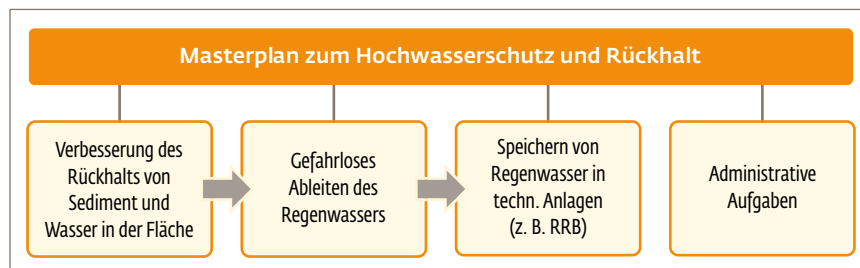 Masterplan zum Hochwasserschutz und Rückhalt
Verbesserung des
Rückhalts von
Sediment und
Wasser in der Fläche
Gefahrloses
Ableiten des
Regenwassers
Speichern von
Regenwasser in
techn. Anlagen
(z. B. RRB)
Administrative
Aufgaben